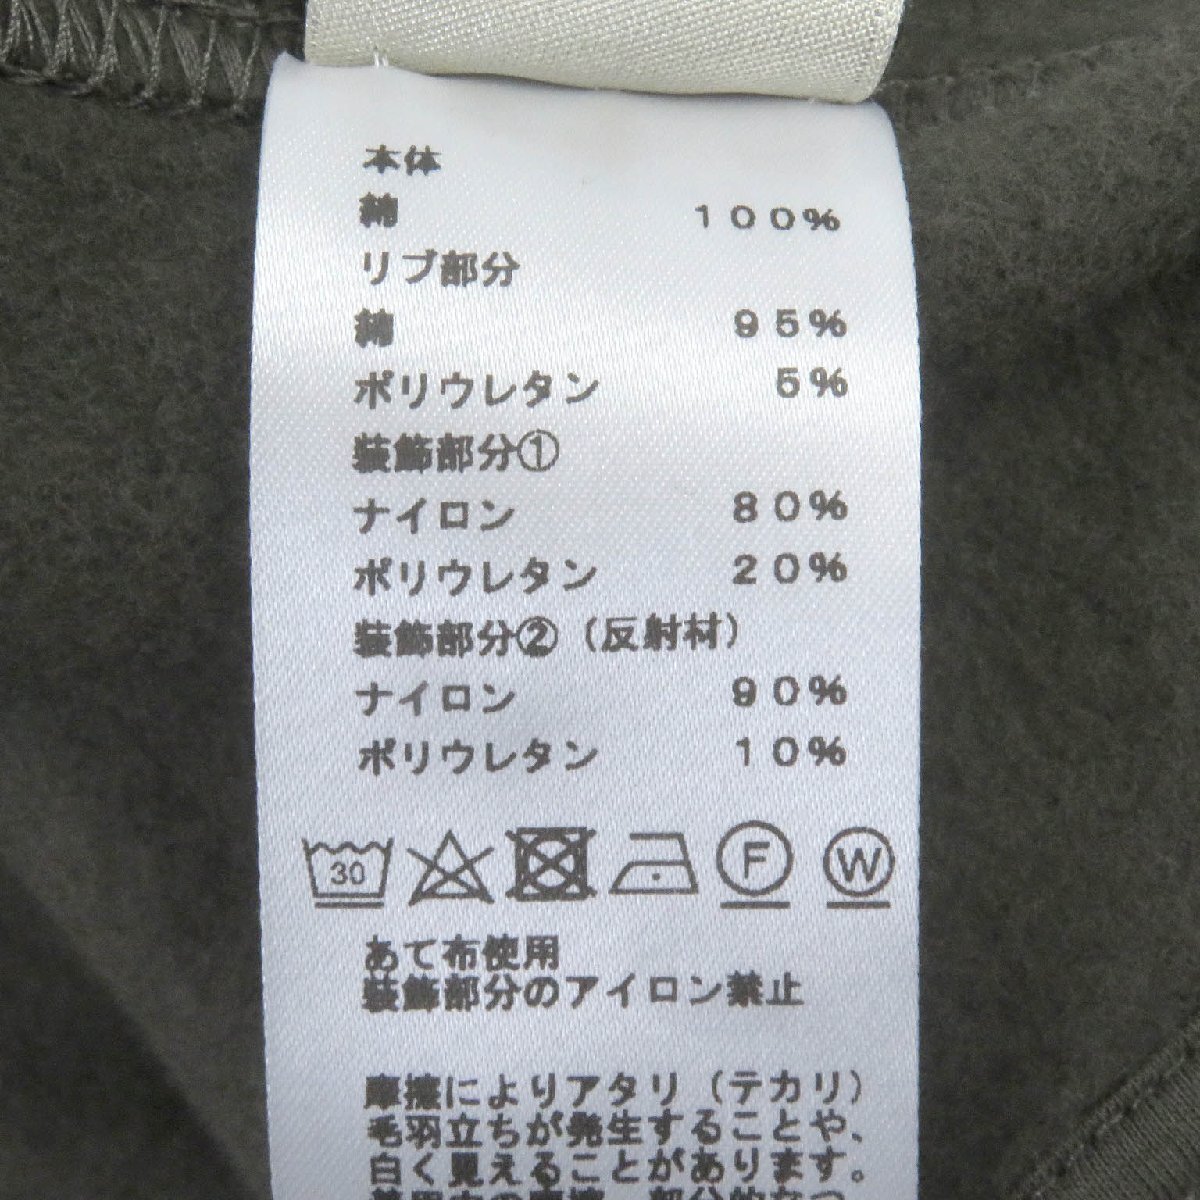 本体
綿 100%
リブ部分
綿 95%
ポリウレタン 5%
装飾部分①
ナイロン 80%
ポリウレタン 20%
装飾部分②(反射材)
ナイロン 90%
ポリウレタン 10%
30 F W
あて布使用
装飾部分のアイロン禁止
摩擦によりアタリ(テカリ)
毛羽立ちが発生することや、
白く見えることがあります。